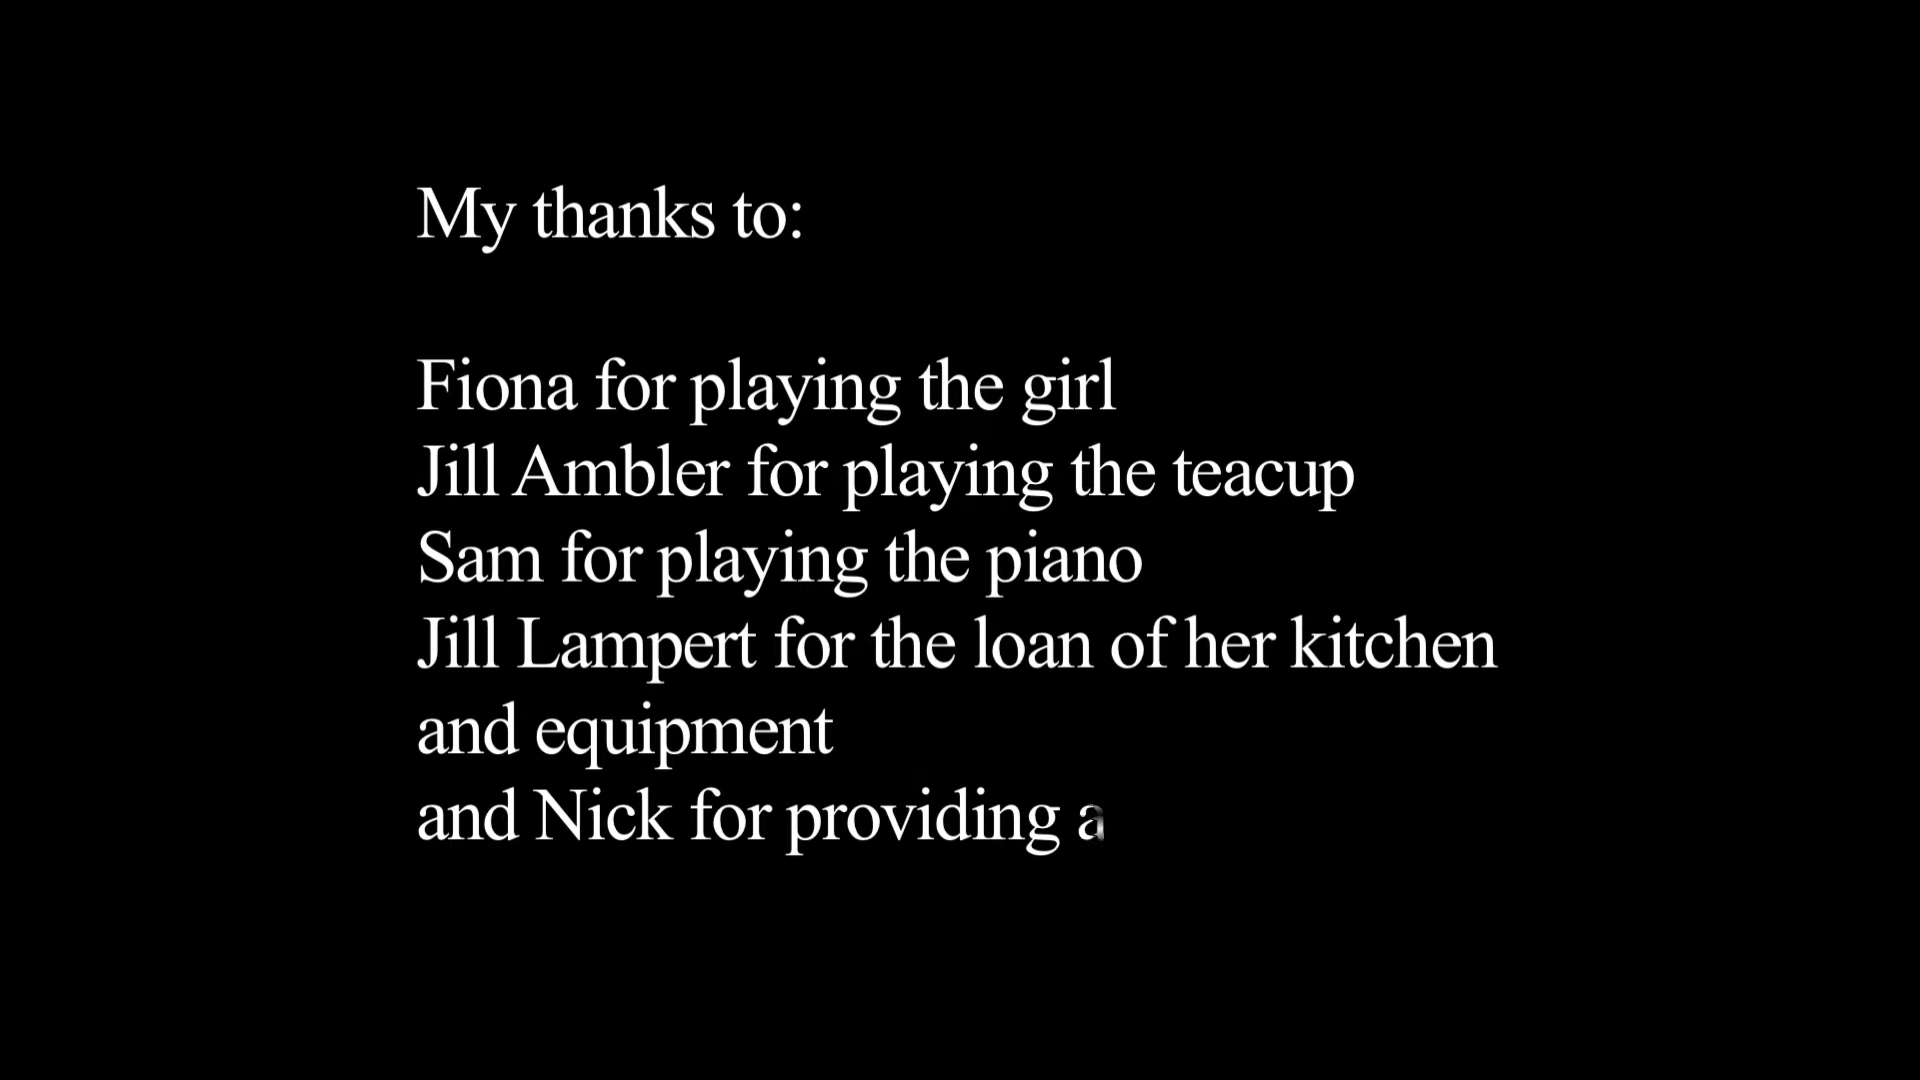 My thanks to:
Fiona for playing the girl
Jill Ambler for playing the teacup
Sam for playing the piano
Jill Lampert for the loan of her kitchen
and equipment
and Nick for providing a